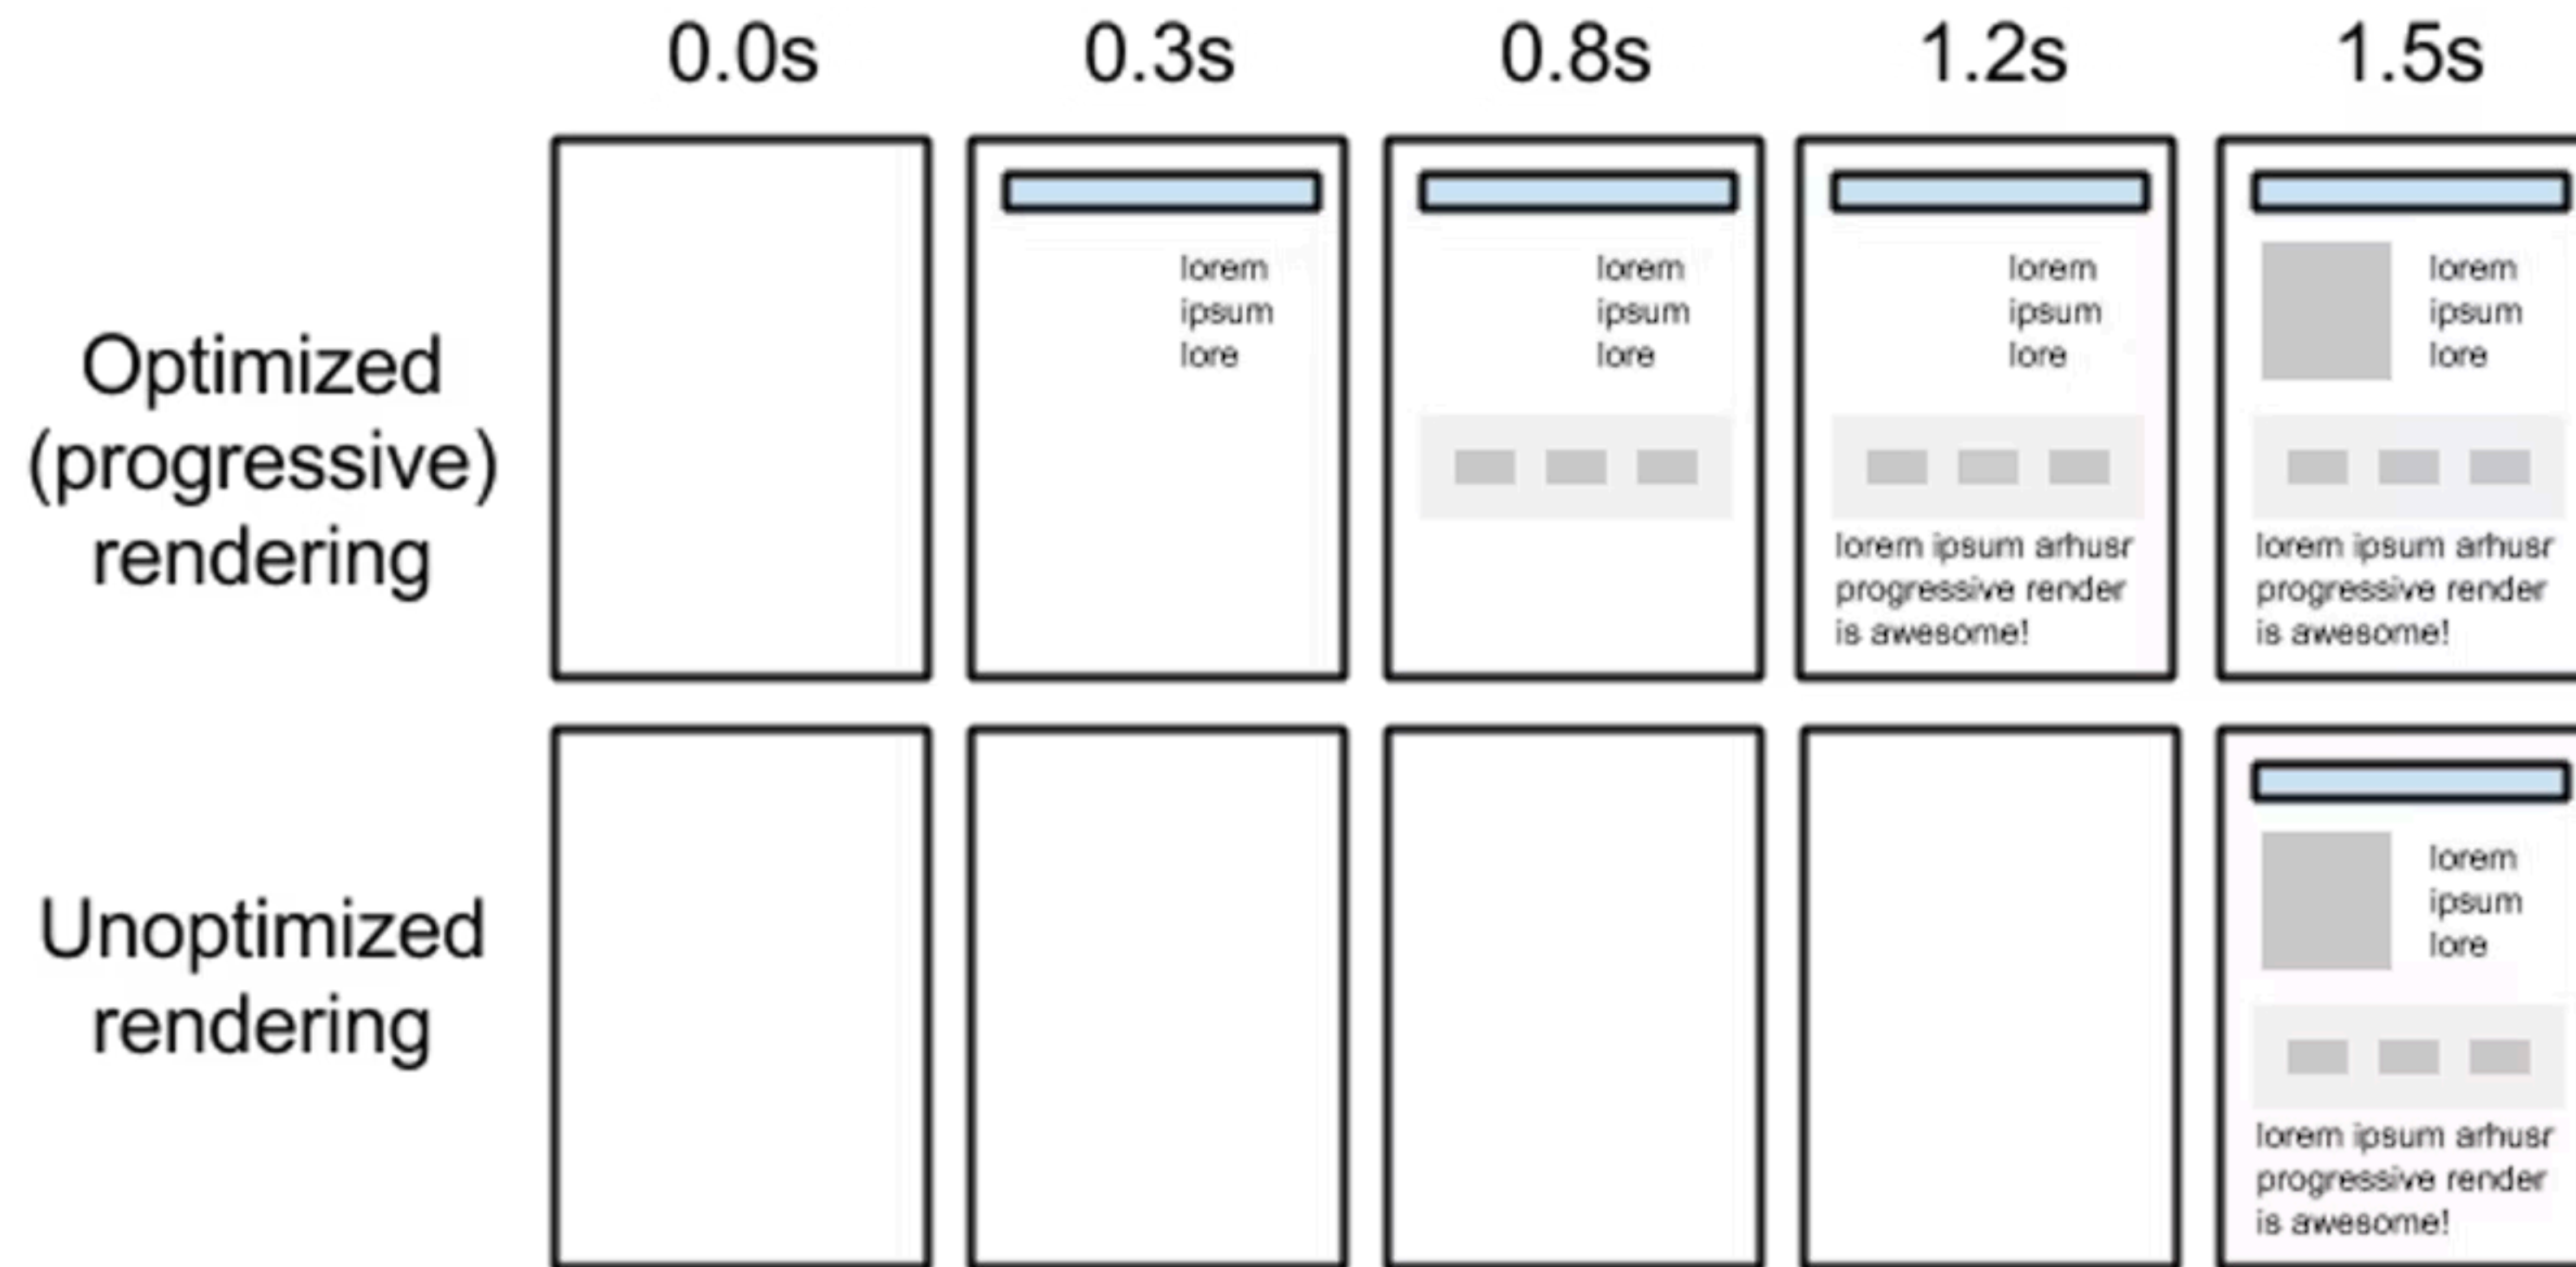 0.0s 0.3s 0.8s 1.2s 1.5s
Optimized
(progressive)
rendering
lorem
ipsum
lore
lorem
ipsum
lore
lorem
ipsum
lore
lorem ipsum arhusr
progressive render
is awesome!
lorem
ipsum
lore
lorem ipsum arhusr
progressive render
is awesome!
Unoptimized
rendering
lorem
ipsum
lore
lorem ipsum arhusr
progressive render
is awesome!